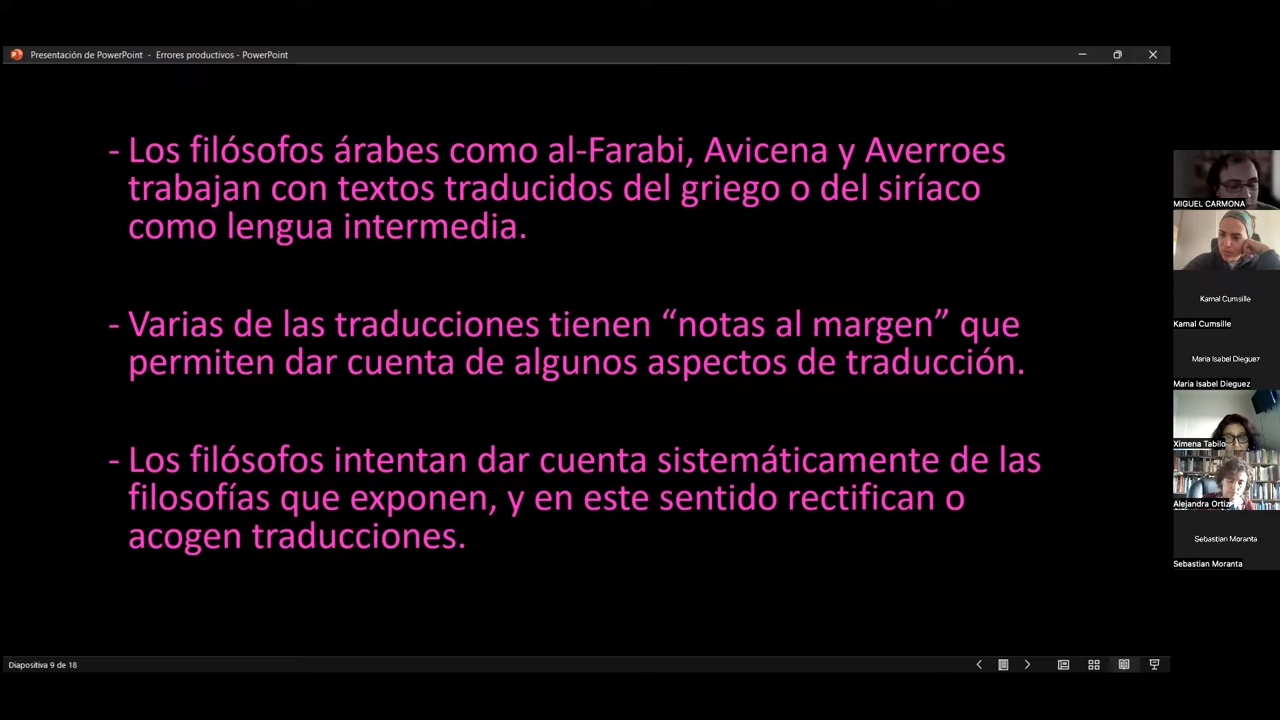 Presentación de PowerPoint - Errores productivos - PowerPoint
- Los filósofos árabes como al-Farabi, Avicena y Averroes
trabajan con textos traducidos del griego o del siríaco
como lengua intermedia.
- Varias de las traducciones tienen “notas al margen” que
permiten dar cuenta de algunos aspectos de traducción.
- Los filósofos intentan dar cuenta sistemáticamente de las
filosofías que exponen, y en este sentido rectifican o
acogen traducciones.
Diapositiva 9 de 18
MIGUEL CARMONA
Kamal Cumsille
Kamal Cumsille
Maria Isabel Dieguez
Maria Isabel Dieguez
Ximena Tabilo
Alejandra Ortiz
Sebastian Moranta
Sebastian Moranta